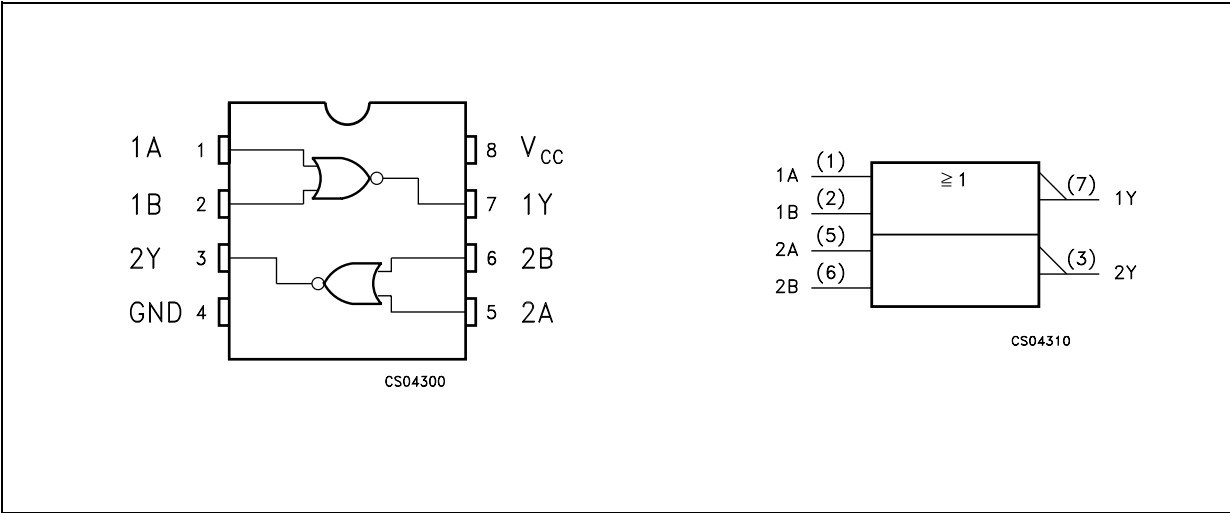 1A 1 8 VCC
1B 2 7 1Y
2Y 3 6 2B
GND 4 5 2A
CS04300
≧1
1A (1) (7) 1Y
1B (2)
2A (5) (3) 2Y
2B (6)
CS04310